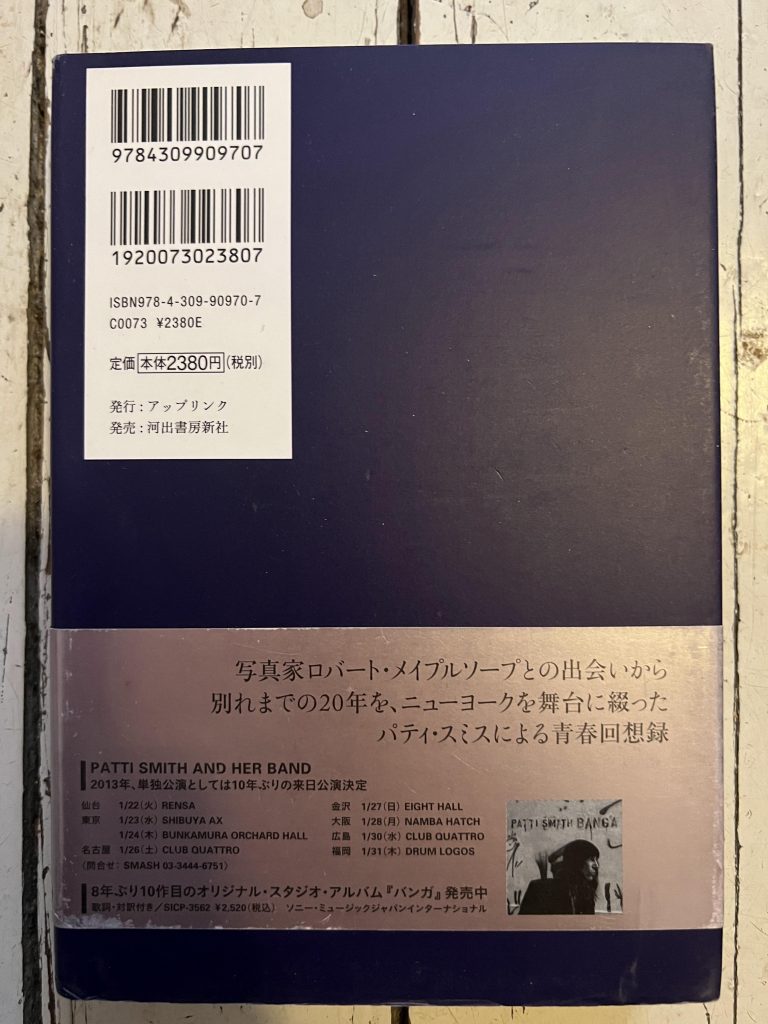 9784309909707
1920073023807
ISBN978-4-309-90970-7
C0073 ¥2380E
定価 本体2380円 (税別)
発行：アップリンク
発売：河出書房新社
写真家ロバート・メイプルソープとの出会いから
別れまでの20年を、ニューヨークを舞台に綴った
パティ・スミスによる青春回想録
PATTI SMITH AND HER BAND
2013年、単独公演としては10年ぶりの来日公演決定
仙台 1/22(火) RENSA
東京 1/23(水) SHIBUYA AX
1/24(木) BUNKAMURA ORCHARD HALL
名古屋 1/26(土) CLUB QUATTRO
(問合せ：SMASH 03-3444-6751)
金沢 1/27(日) EIGHT HALL
大阪 1/28(月) NAMBA HATCH
広島 1/30(水) CLUB QUATTRO
福岡 1/31(木) DRUM LOGOS
PATTI SMITH BANGA
8年ぶり10作目のオリジナル・スタジオ・アルバム『バンガ』発売中
歌詞・対訳付き／SICP-3562 ¥2,520(税込) ソニー・ミュージックジャパンインターナショナル